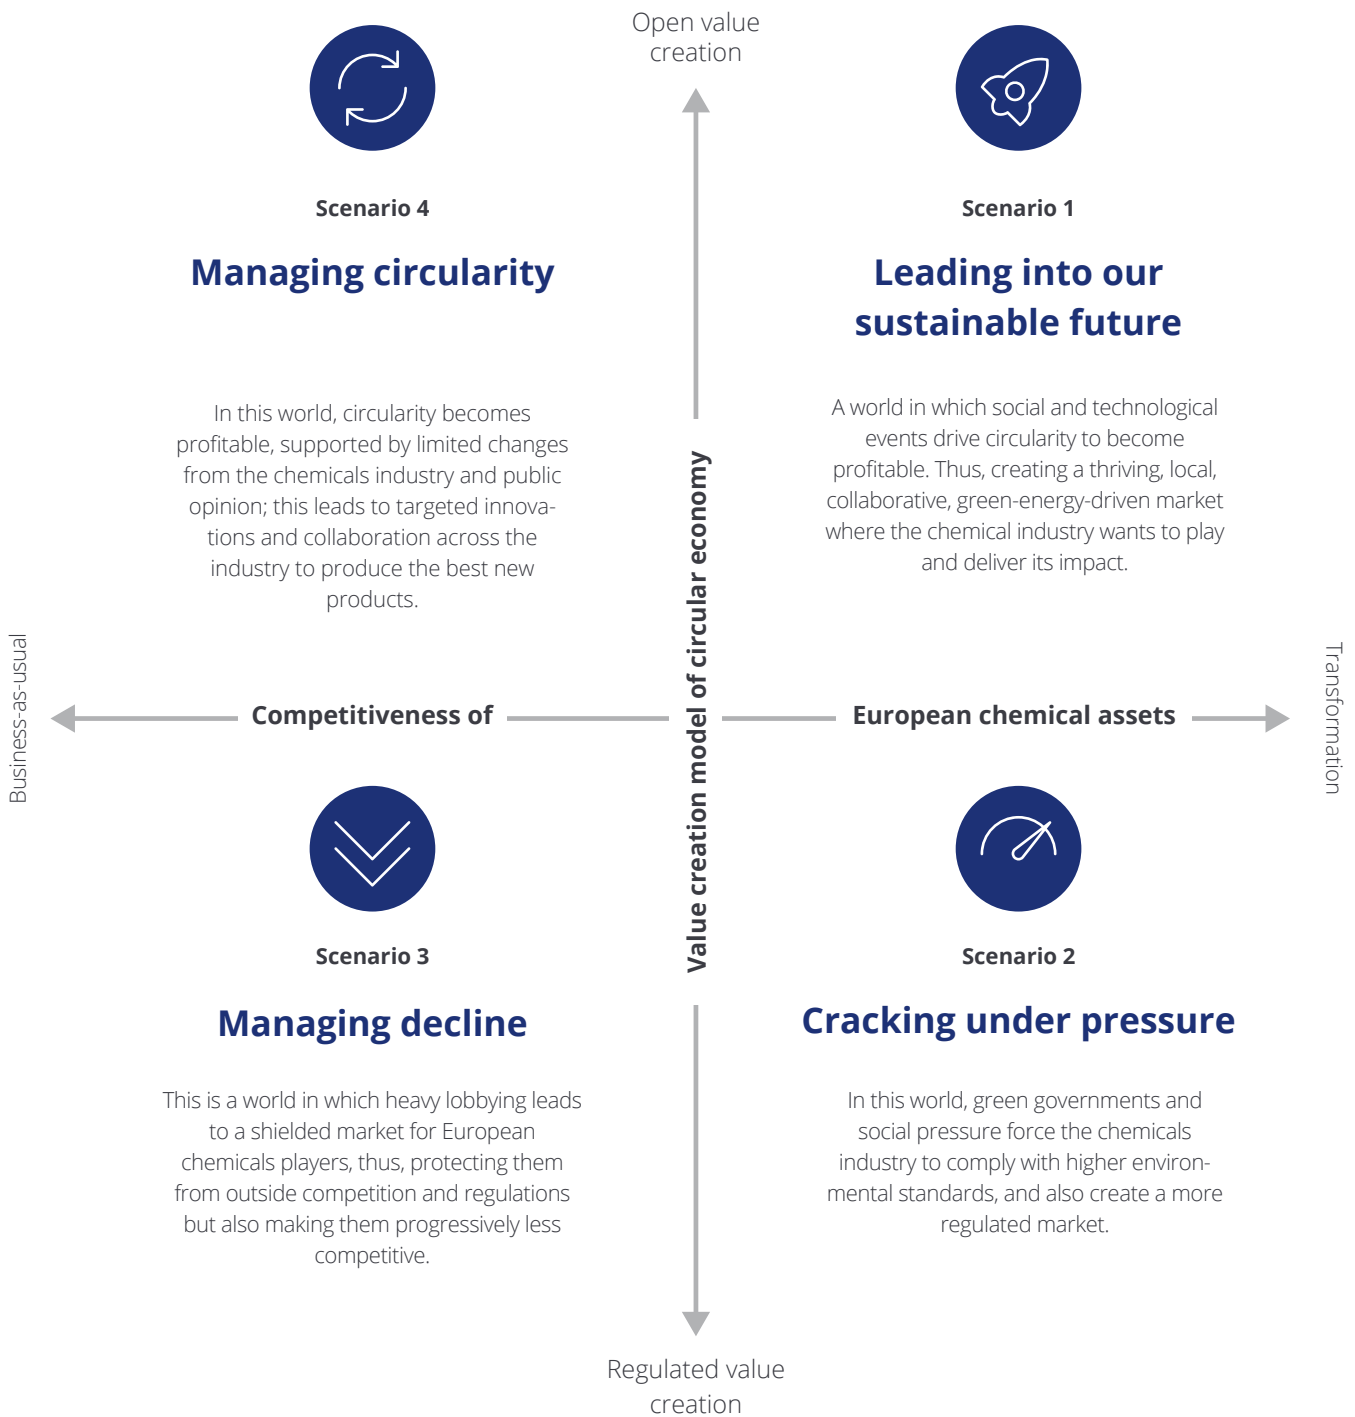 Open value
creation
Scenario 4
Managing circularity
In this world, circularity becomes
profitable, supported by limited changes
from the chemicals industry and public
opinion; this leads to targeted innova-
tions and collaboration across the
industry to produce the best new
products.
Scenario 1
Leading into our
sustainable future
A world in which social and technological
events drive circularity to become
profitable. Thus, creating a thriving, local,
collaborative, green-energy-driven market
where the chemical industry wants to play
and deliver its impact.
Business-as-usual
Competitiveness of
Value creation model of circular economy
European chemical assets
Transformation
Scenario 3
Managing decline
This is a world in which heavy lobbying leads
to a shielded market for European
chemicals players, thus, protecting them
from outside competition and regulations
but also making them progressively less
competitive.
Scenario 2
Cracking under pressure
In this world, green governments and
social pressure force the chemicals
industry to comply with higher environ-
mental standards, and also create a more
regulated market.
Regulated value
creation